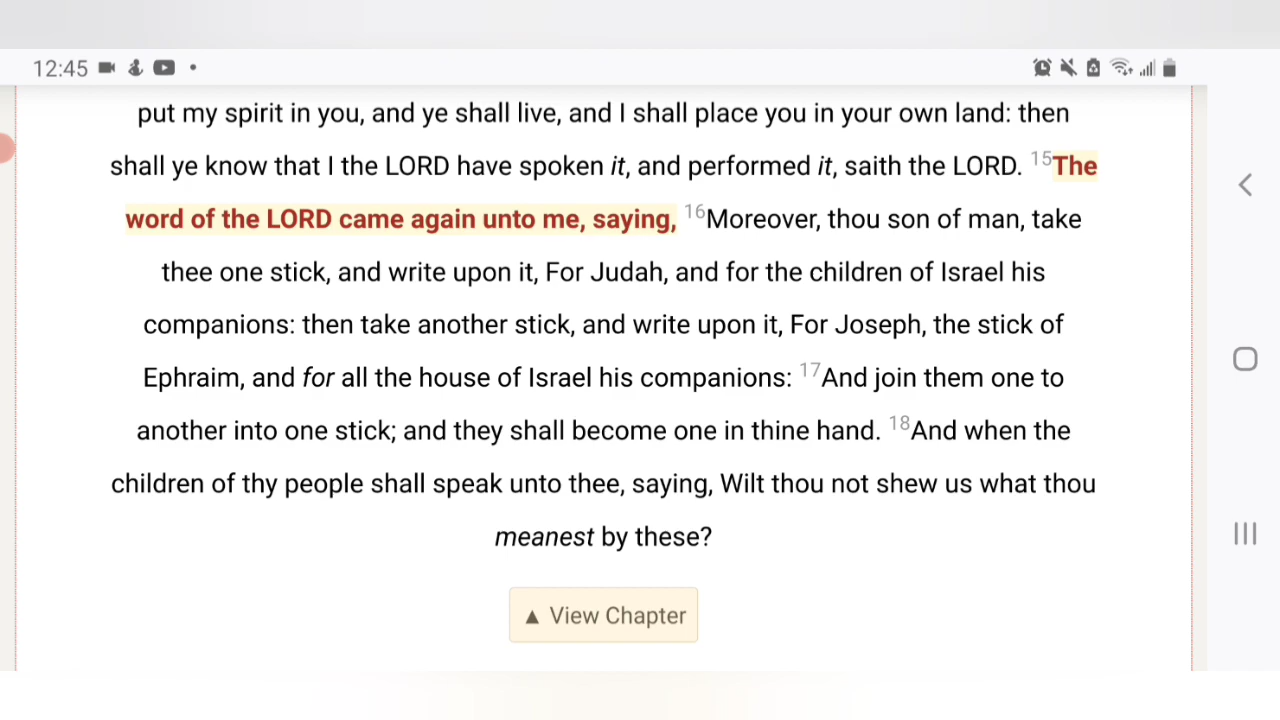 12:45
put my spirit in you, and ye shall live, and I shall place you in your own land: then
shall ye know that I the LORD have spoken it, and performed it, saith the LORD. 15The
word of the LORD came again unto me, saying, 16Moreover, thou son of man, take
thee one stick, and write upon it, For Judah, and for the children of Israel his
companions: then take another stick, and write upon it, For Joseph, the stick of
Ephraim, and for all the house of Israel his companions: 17And join them one to
another into one stick; and they shall become one in thine hand. 18And when the
children of thy people shall speak unto thee, saying, Wilt thou not shew us what thou
meanest by these?
▲ View Chapter